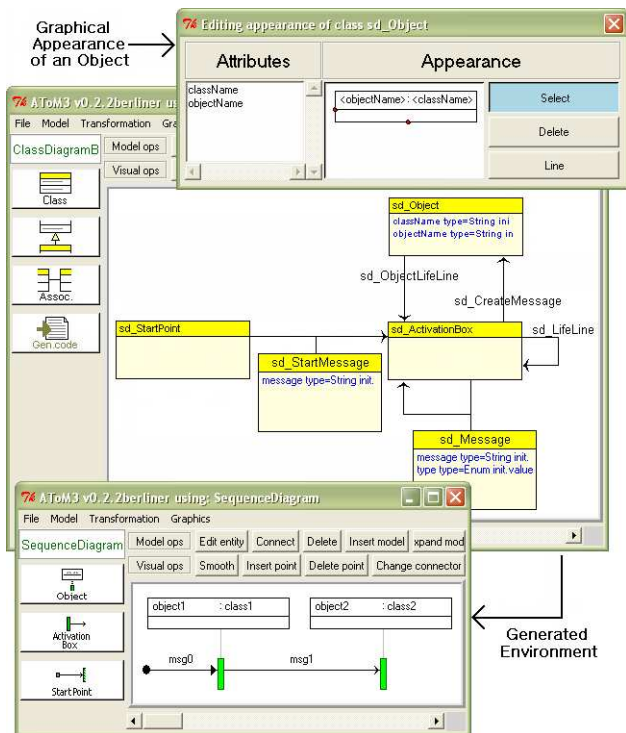 Graphical
Appearance
of an Object
Editing appearance of class sd_Object
Attributes
Appearance
className
objectName
<objectName>:<className>
Select
Delete
Line
AToM3 v0.2.2berliner usin
File Model Transformation Gra
ClassDiagramB
Model ops
Visual ops
Class
Assoc.
Gen.code
sd_Object
className type=String ini
objectName type=String in
sd_ObjectLifeLine
sd_CreateMessage
sd_StartPoint
sd_ActivationBox
sd_LifeLine
sd_StartMessage
message type=String init.
sd_Message
message type=String init.
type type=Enum init.value
AToM3 v0.2.2berliner using: SequenceDiagram
File Model Transformation Graphics
SequenceDiagram
Model ops Edit entity Connect Delete Insert model xpand mod
Visual ops Smooth Insert point Delete point Change connector
Object
Activation
Box
StartPoint
object1 : class1
object2 : class2
msg0
msg1
Generated
Environment